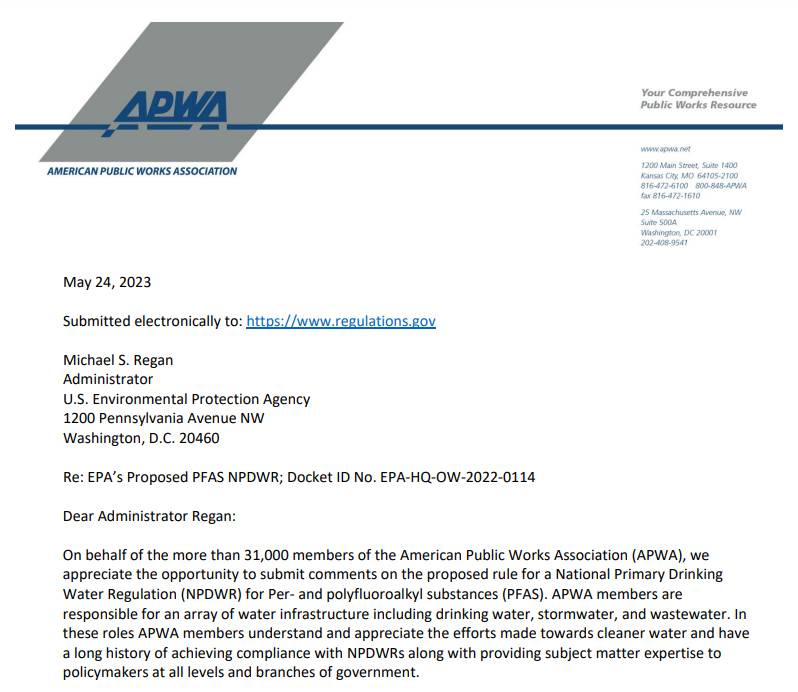 APWA
AMERICAN PUBLIC WORKS ASSOCIATION
Your Comprehensive
Public Works Resource
www.apwa.net
1200 Main Street, Suite 1400
Kansas City, MO 64105-2100
816-472-6100 800-848-APWA
fax 816-472-1610
25 Massachusetts Avenue, NW
Suite 500A
Washington, DC 20001
202-408-9541
May 24, 2023
Submitted electronically to: https://www.regulations.gov
Michael S. Regan
Administrator
U.S. Environmental Protection Agency
1200 Pennsylvania Avenue NW
Washington, D.C. 20460
Re: EPA’s Proposed PFAS NPDWR; Docket ID No. EPA-HQ-OW-2022-0114
Dear Administrator Regan:
On behalf of the more than 31,000 members of the American Public Works Association (APWA), we
appreciate the opportunity to submit comments on the proposed rule for a National Primary Drinking
Water Regulation (NPDWR) for Per- and polyfluoroalkyl substances (PFAS). APWA members are
responsible for an array of water infrastructure including drinking water, stormwater, and wastewater. In
these roles APWA members understand and appreciate the efforts made towards cleaner water and have
a long history of achieving compliance with NPDWRs along with providing subject matter expertise to
policymakers at all levels and branches of government.